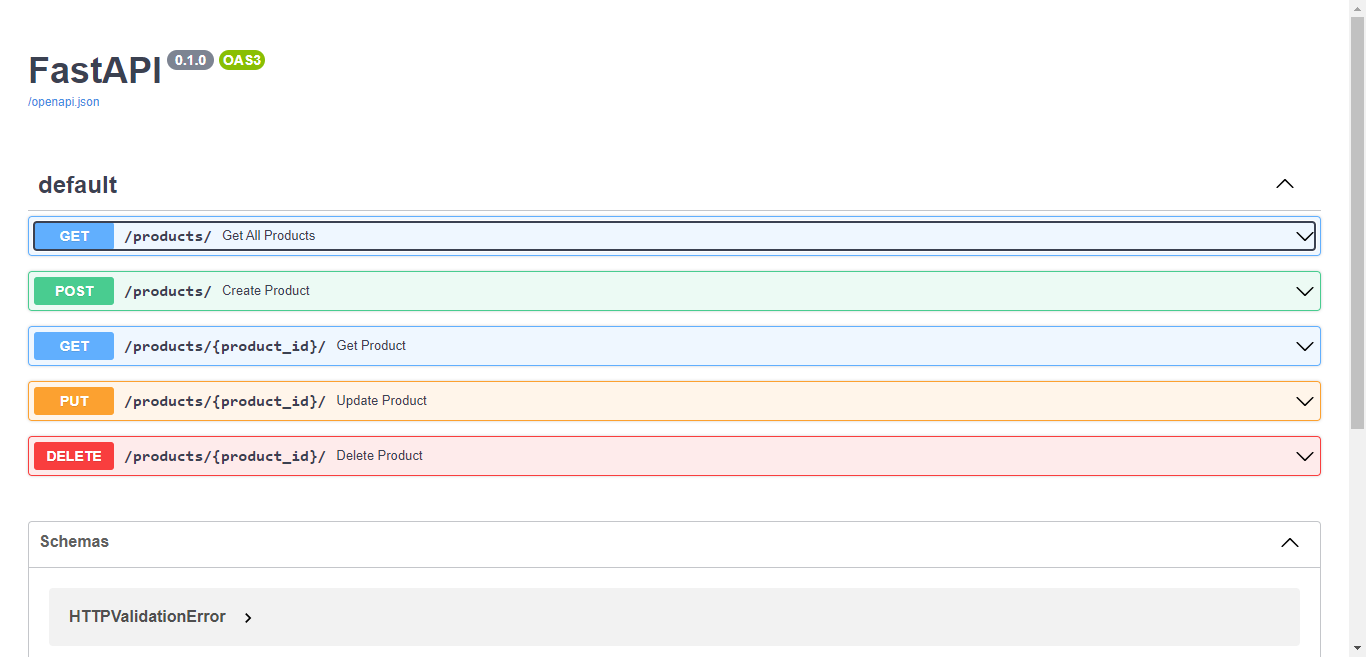 FastAPI 0.1.0 OAS3
/openapi.json
default
GET /products/ Get All Products
POST /products/ Create Product
GET /products/{product_id}/ Get Product
PUT /products/{product_id}/ Update Product
DELETE /products/{product_id}/ Delete Product
Schemas
HTTPValidationError